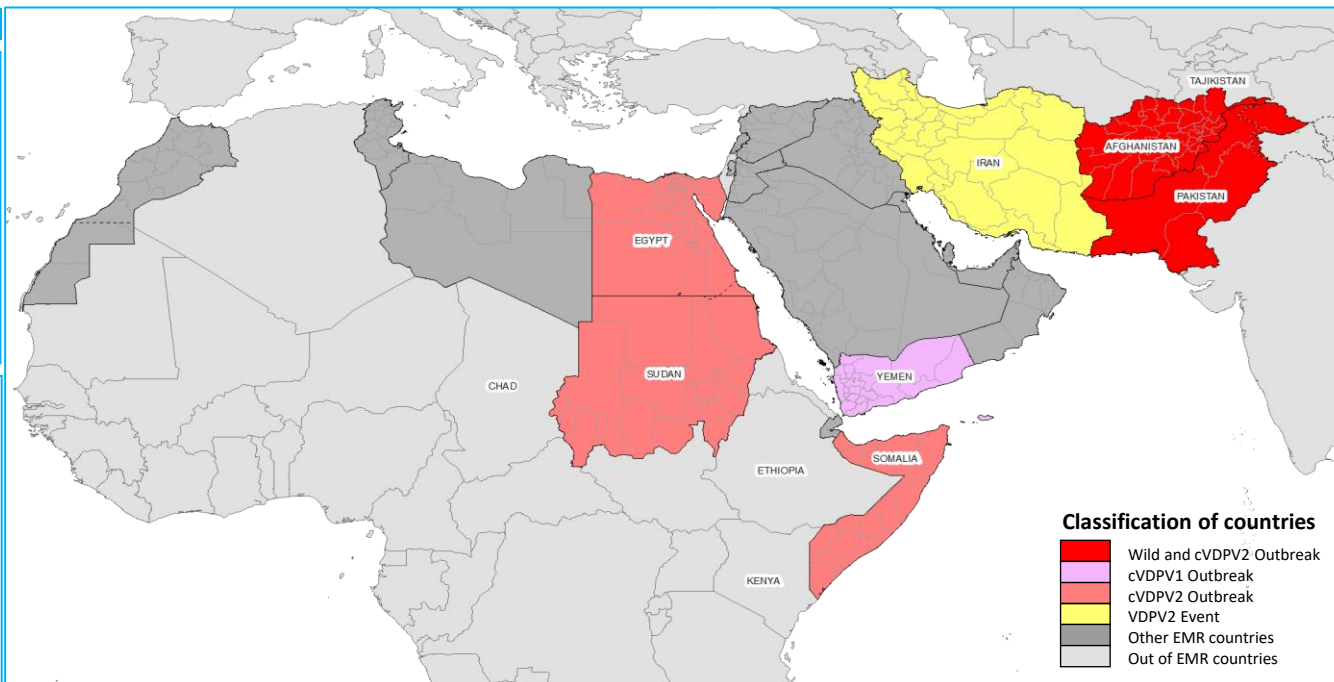 TAJIKISTAN
AFGHANISTAN
IRAN
PAKISTAN
EGYPT
SUDAN
YEMEN
CHAD
SOMALIA
ETHIOPIA
KENYA
Classification of countries
Wild and cVDPV2 Outbreak
cVDPV1 Outbreak
cVDPV2 Outbreak
VDPV2 Event
Other EMR countries
Out of EMR countries